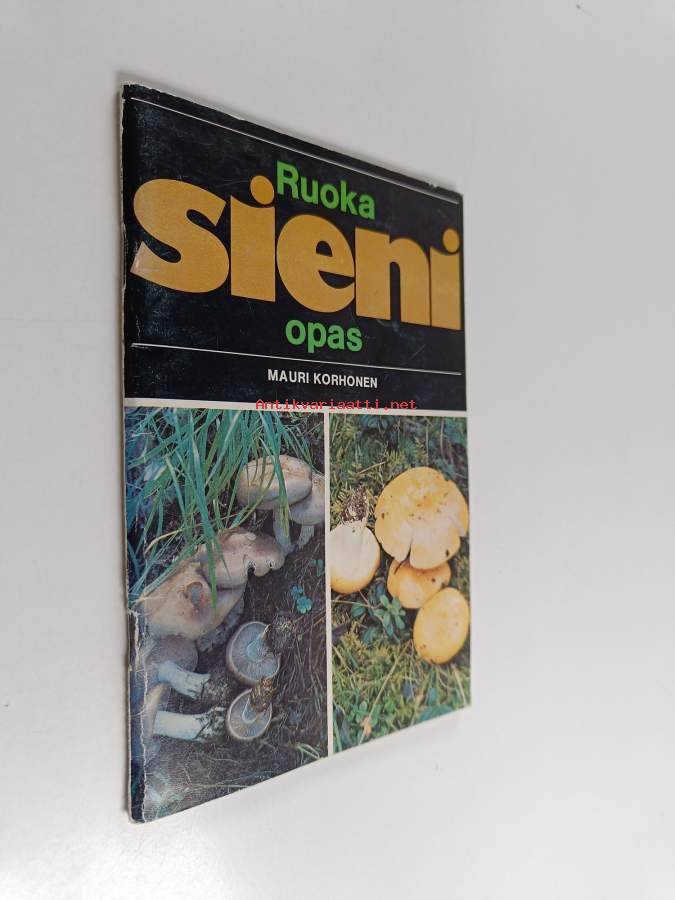 Ruoka
sieni
opas
MAURI KORHONEN
Antikvariaatti.net